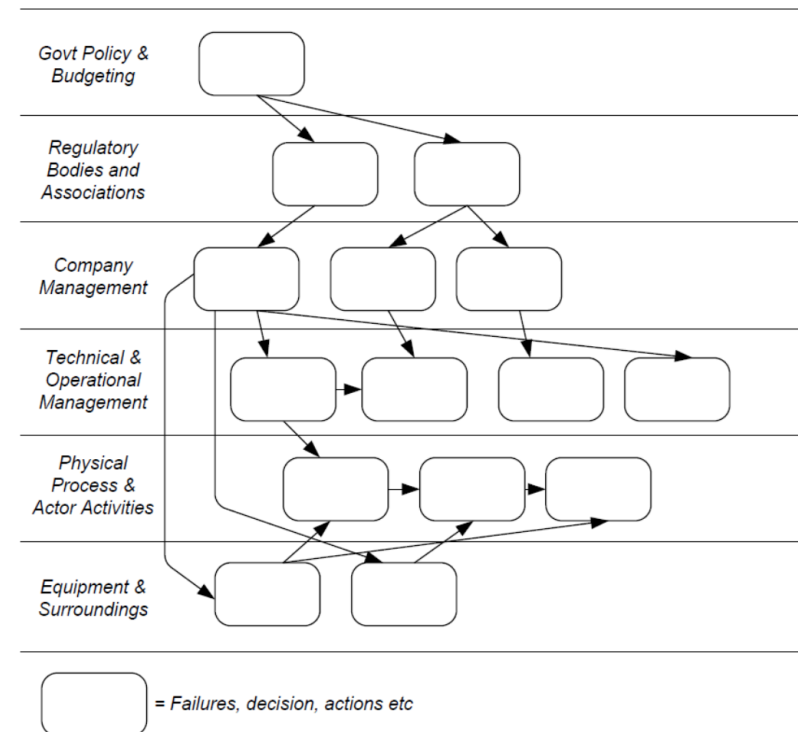 Govt Policy &
Budgeting
Regulatory
Bodies and
Associations
Company
Management
Technical &
Operational
Management
Physical
Process &
Actor Activities
Equipment &
Surroundings
= Failures, decision, actions etc